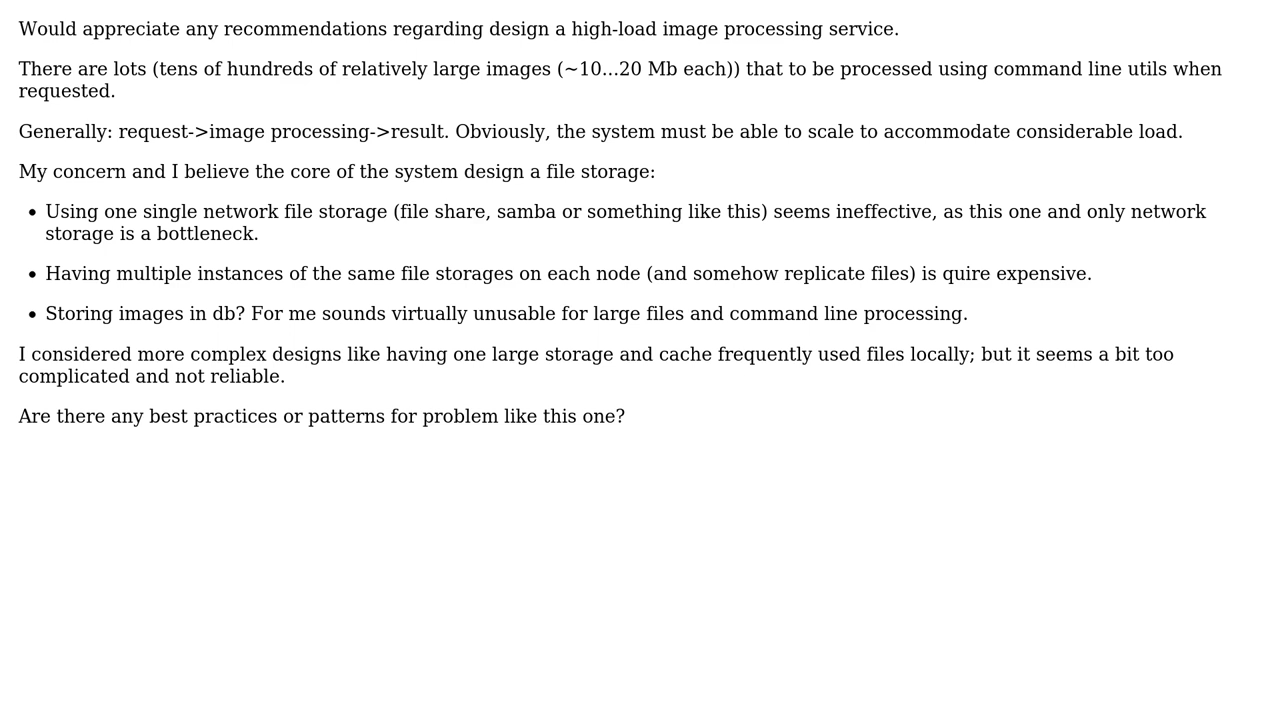 Would appreciate any recommendations regarding design a high-load image processing service.
There are lots (tens of hundreds of relatively large images (~10...20 Mb each)) that to be processed using command line utils when
requested.
Generally: request->image processing->result. Obviously, the system must be able to scale to accommodate considerable load.
My concern and I believe the core of the system design a file storage:
• Using one single network file storage (file share, samba or something like this) seems ineffective, as this one and only network
storage is a bottleneck.
• Having multiple instances of the same file storages on each node (and somehow replicate files) is quire expensive.
• Storing images in db? For me sounds virtually unusable for large files and command line processing.
I considered more complex designs like having one large storage and cache frequently used files locally; but it seems a bit too
complicated and not reliable.
Are there any best practices or patterns for problem like this one?